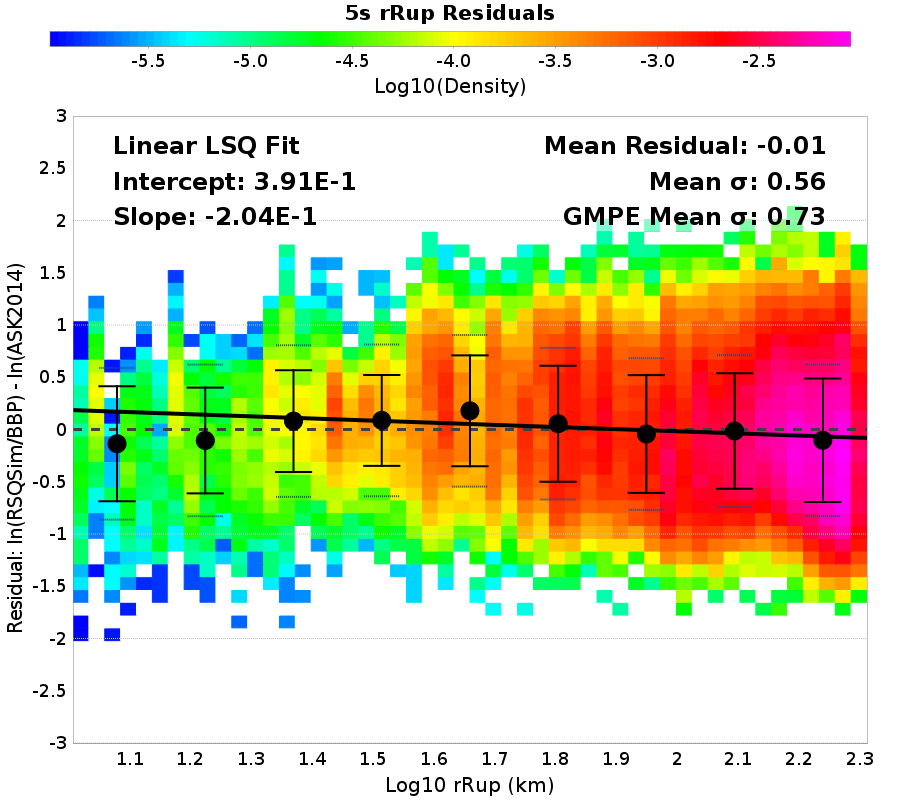 5s rRup Residuals
-5.5 -5.0 -4.5 -4.0 -3.5 -3.0 -2.5
Log10(Density)
Linear LSQ Fit
Intercept: 3.91E-1
Slope: -2.04E-1
Mean Residual: -0.01
Mean σ: 0.56
GMPE Mean σ: 0.73
Residual: ln(RSQSim/BBP) - ln(ASK2014)
3
2.5
2
1.5
1
0.5
0
-0.5
-1
-1.5
-2
-2.5
-3
1.1 1.2 1.3 1.4 1.5 1.6 1.7 1.8 1.9 2 2.1 2.2 2.3
Log10 rRup (km)